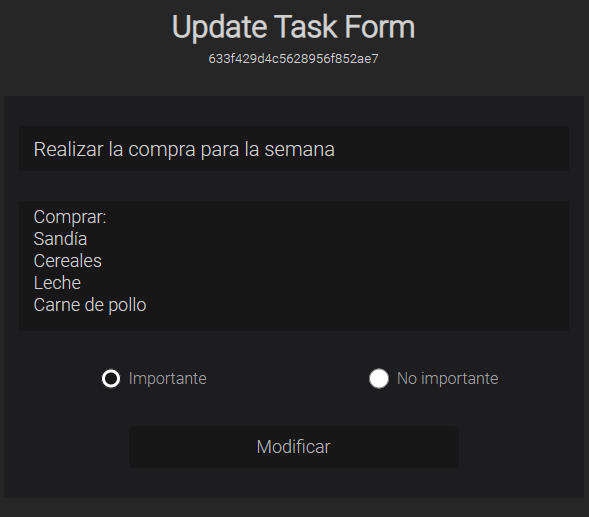 Update Task Form
633f429d4c5628956f852ae7
Realizar la compra para la semana
Comprar:
Sandía
Cereales
Leche
Carne de pollo
Importante
No importante
Modificar